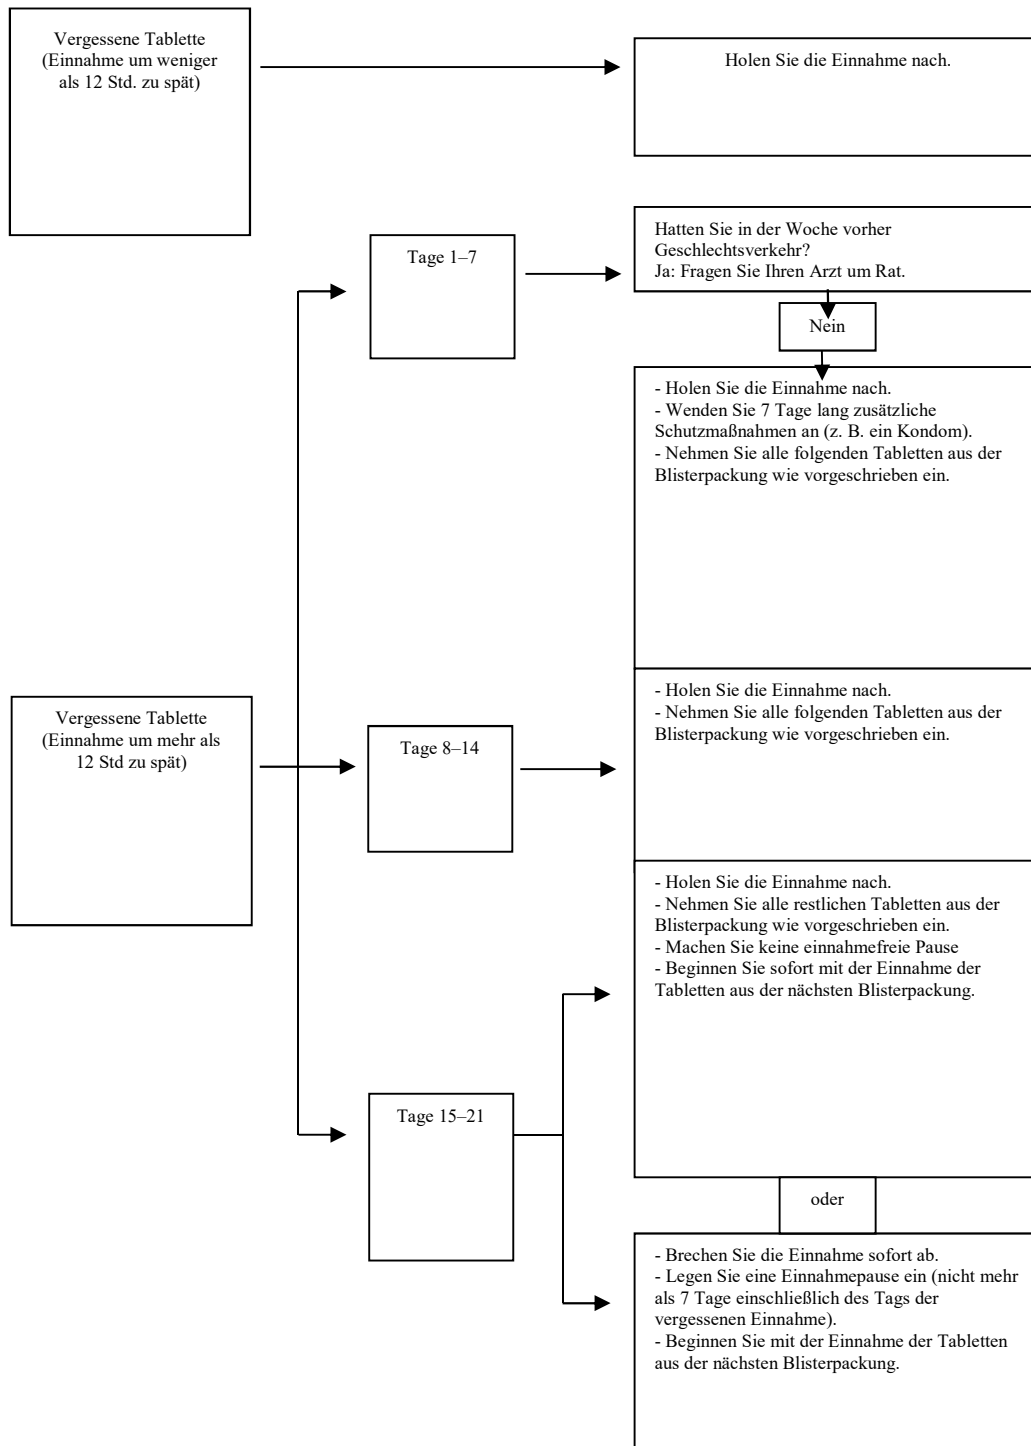 Vergessene Tablette
(Einnahme um weniger
als 12 Std. zu spät)
Holen Sie die Einnahme nach.
Tage 1–7
Hatten Sie in der Woche vorher
Geschlechtsverkehr?
Ja: Fragen Sie Ihren Arzt um Rat.
Nein
- Holen Sie die Einnahme nach.
- Wenden Sie 7 Tage lang zusätzliche
Schutzmaßnahmen an (z. B. ein Kondom).
- Nehmen Sie alle folgenden Tabletten aus der
Blisterpackung wie vorgeschrieben ein.
Vergessene Tablette
(Einnahme um mehr als
12 Std zu spät)
Tage 8–14
- Holen Sie die Einnahme nach.
- Nehmen Sie alle folgenden Tabletten aus der
Blisterpackung wie vorgeschrieben ein.
Tage 15–21
- Holen Sie die Einnahme nach.
- Nehmen Sie alle restlichen Tabletten aus der
Blisterpackung wie vorgeschrieben ein.
- Machen Sie keine einnahmefreie Pause
- Beginnen Sie sofort mit der Einnahme der
Tabletten aus der nächsten Blisterpackung.
oder
- Brechen Sie die Einnahme sofort ab.
- Legen Sie eine Einnahmepause ein (nicht mehr
als 7 Tage einschließlich des Tags der
vergessenen Einnahme).
- Beginnen Sie mit der Einnahme der Tabletten
aus der nächsten Blisterpackung.